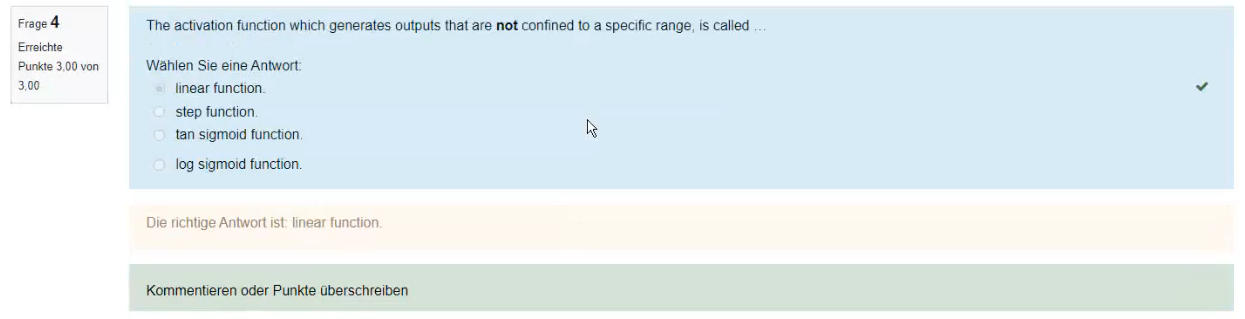 Frage 4
Erreichte
Punkte 3,00 von
3,00
The activation function which generates outputs that are not confined to a specific range, is called ...
Wählen Sie eine Antwort:
linear function.
step function.
tan sigmoid function.
log sigmoid function.
Die richtige Antwort ist: linear function.
Kommentieren oder Punkte überschreiben